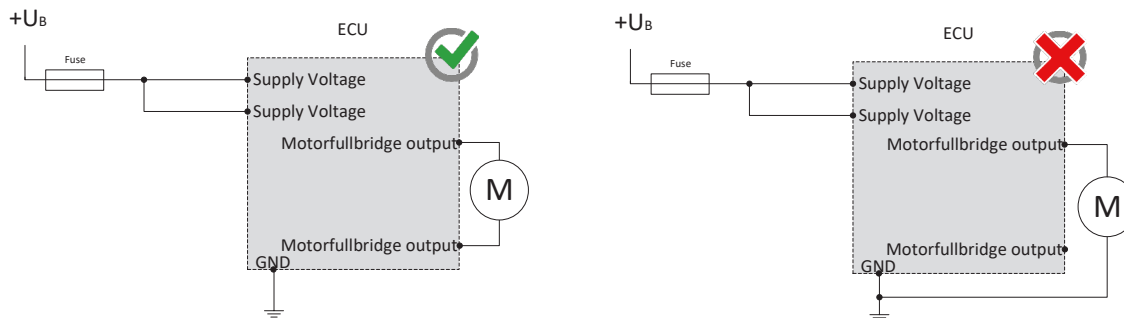 +UB
ECU
Fuse
Supply Voltage
Supply Voltage
Motorfullbridge output
M
Motorfullbridge output
GND
+UB
ECU
Fuse
Supply Voltage
Supply Voltage
Motorfullbridge output
M
Motorfullbridge output
GND